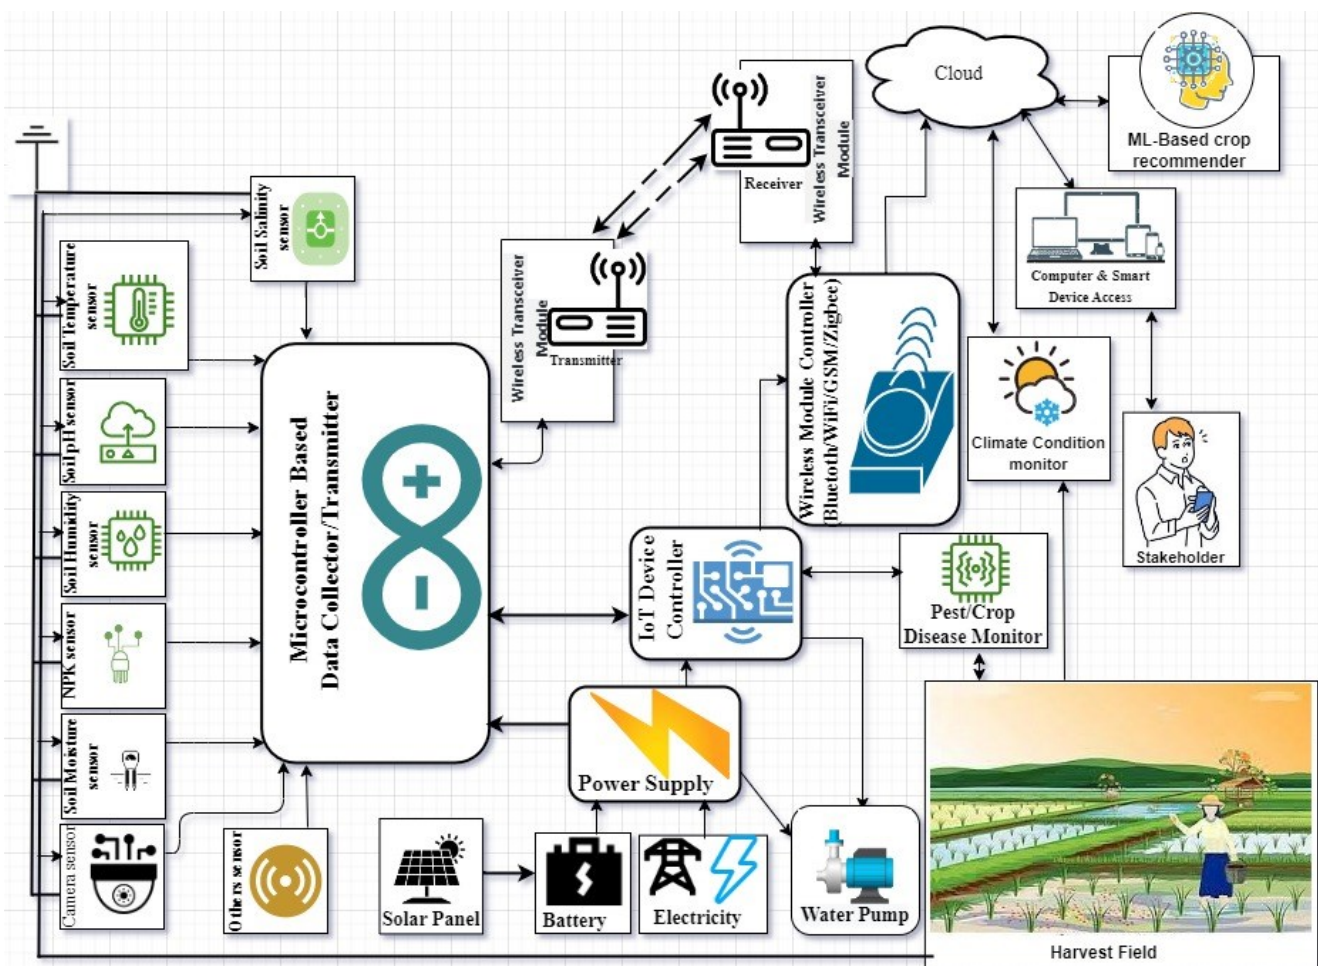 Cloud
ML-Based crop
recommender
Receiver
Wireless Transceiver
Module
Soil Salinity
sensor
Wireless Transceiver
Module
Transmitter
Computer & Smart
Device Access
Soil Temperature
sensor
Microcontroller Based
Data Collector/Transmitter
Wireless Module Controller
(Bluetoth/WiFi/GSM/Zigbee)
Climate Condition
monitor
Stakeholder
Soil pH sensor
Soil Humidity
sensor
IoT Device
Controller
Pest/Crop
Disease Monitor
NPK sensor
Soil Moisture
sensor
Power Supply
Camera sensor
Others sensor
Solar Panel
Battery
Electricity
Water Pump
Harvest Field